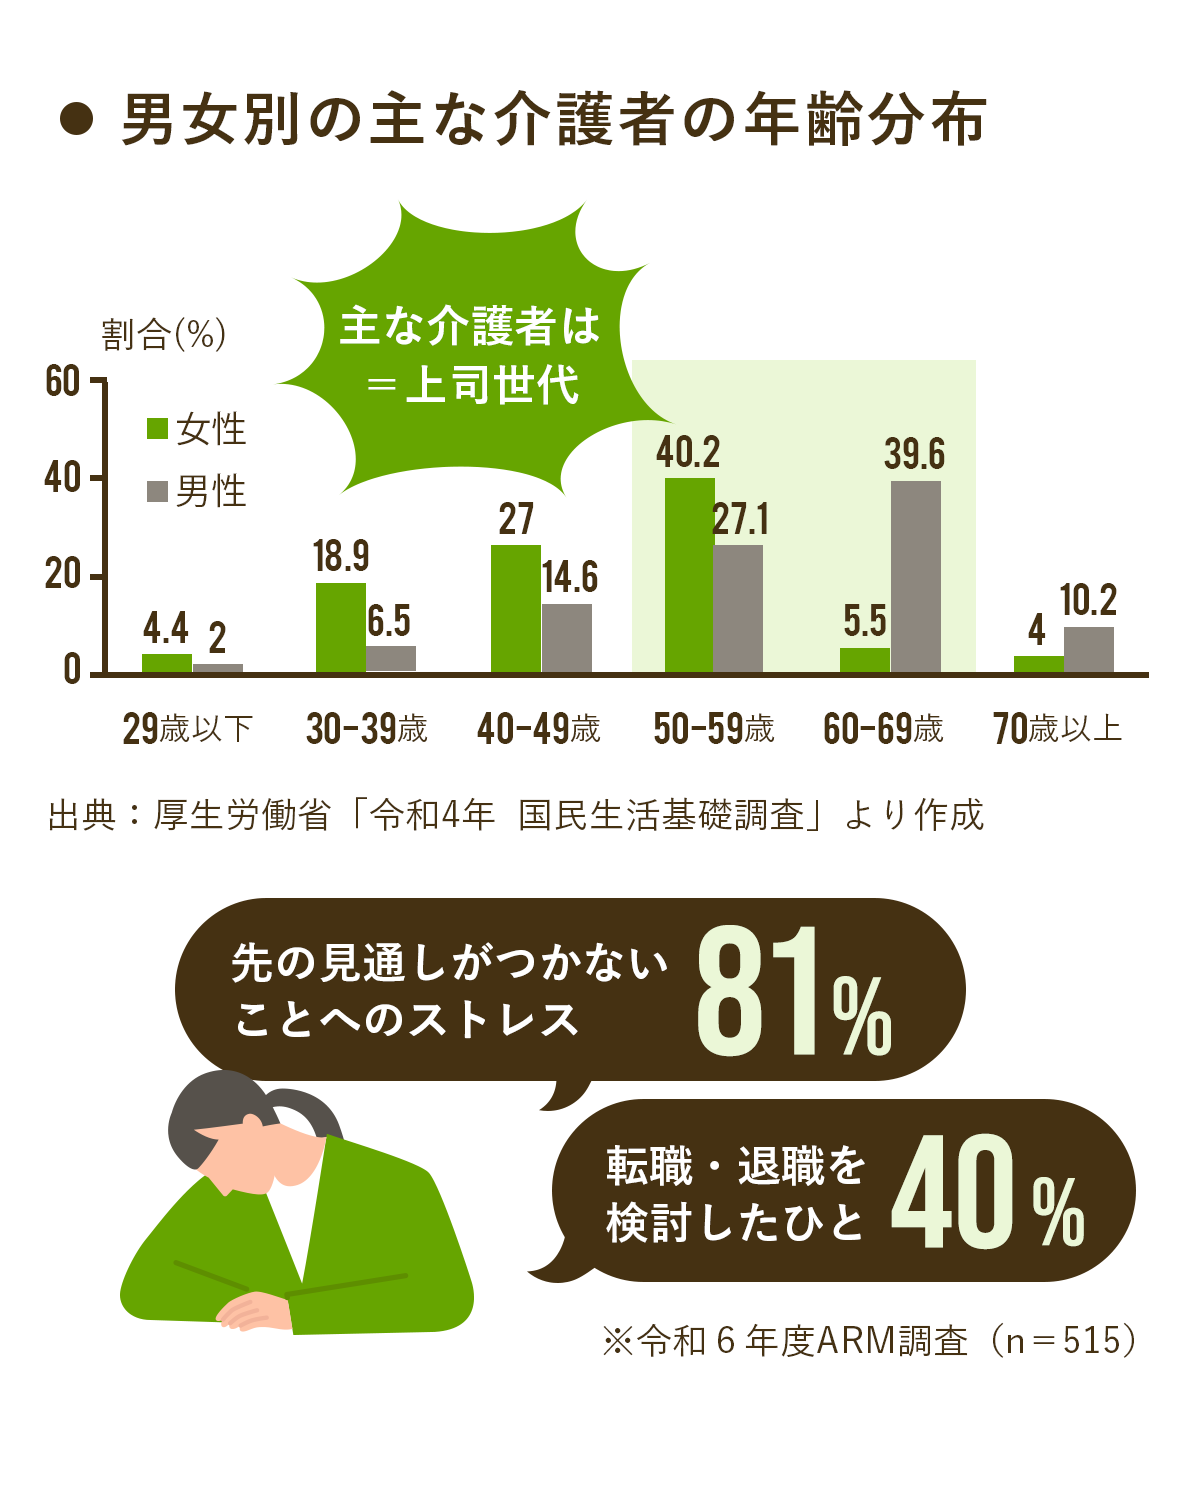 ● 男女別の主な介護者の年齢分布
主な介護者は
＝上司世代
割合(%)
60
40
20
0
女性
男性
4.4
2
18.9
6.5
27
14.6
40.2
27.1
5.5
39.6
4
10.2
29歳以下
30-39歳
40-49歳
50-59歳
60-69歳
70歳以上
出典：厚生労働省「令和4年 国民生活基礎調査」より作成
先の見通しがつかない
ことへのストレス
81%
転職・退職を
検討したひと
40%
※令和６年度ARM調査（n＝515）